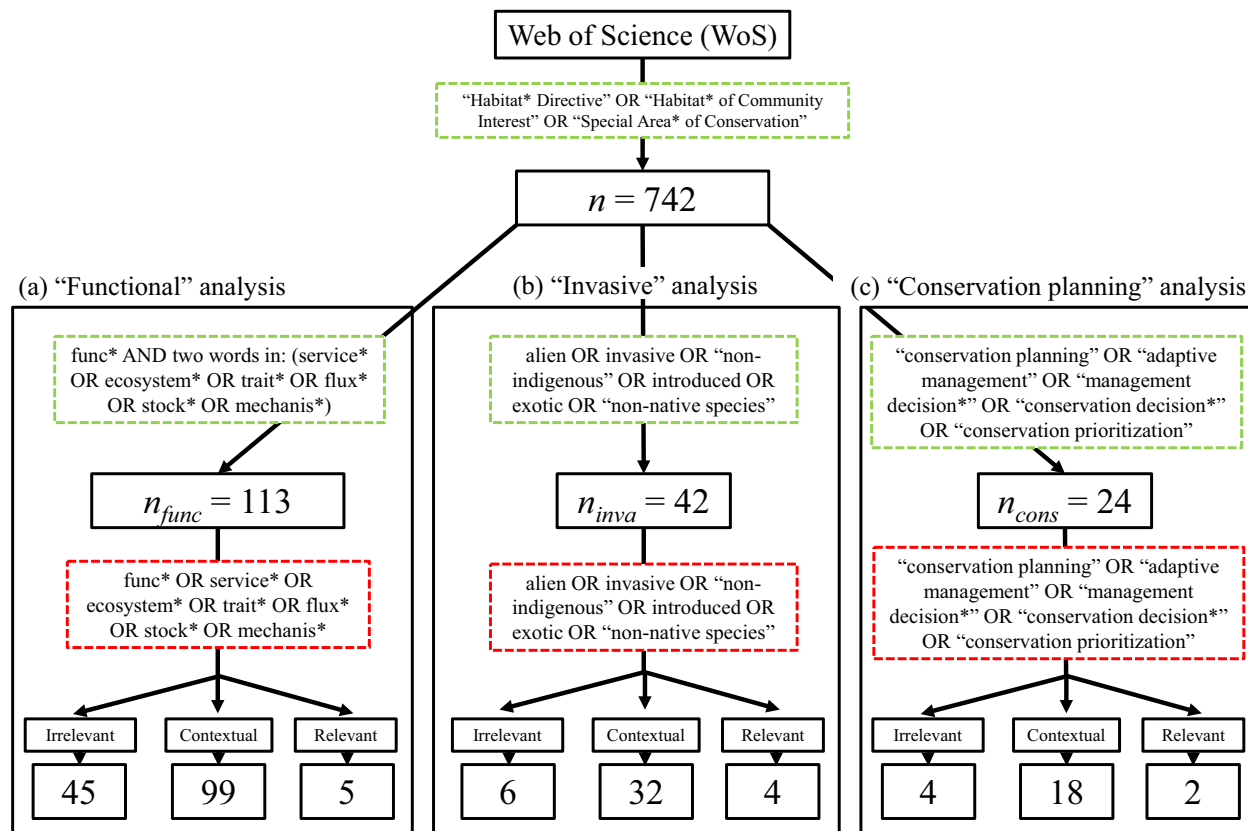 Web of Science (WoS)
“Habitat* Directive” OR “Habitat* of Community
Interest” OR “Special Area* of Conservation”
n = 742
(a) “Functional” analysis
func* AND two words in: (service*
OR ecosystem* OR trait* OR flux*
OR stock* OR mechanis*)
nfunc = 113
func* OR service* OR
ecosystem* OR trait* OR flux*
OR stock* OR mechanis*
Irrelevant
Contextual
Relevant
45
99
5
(b) “Invasive” analysis
alien OR invasive OR “non-
indigenous” OR introduced OR
exotic OR “non-native species”
ninva = 42
alien OR invasive OR “non-
indigenous” OR introduced OR
exotic OR “non-native species”
Irrelevant
Contextual
Relevant
6
32
4
(c) “Conservation planning” analysis
“conservation planning” OR “adaptive
management” OR “management
decision*” OR “conservation decision*”
OR “conservation prioritization”
ncons = 24
“conservation planning” OR “adaptive
management” OR “management
decision*” OR “conservation decision*”
OR “conservation prioritization”
Irrelevant
Contextual
Relevant
4
18
2